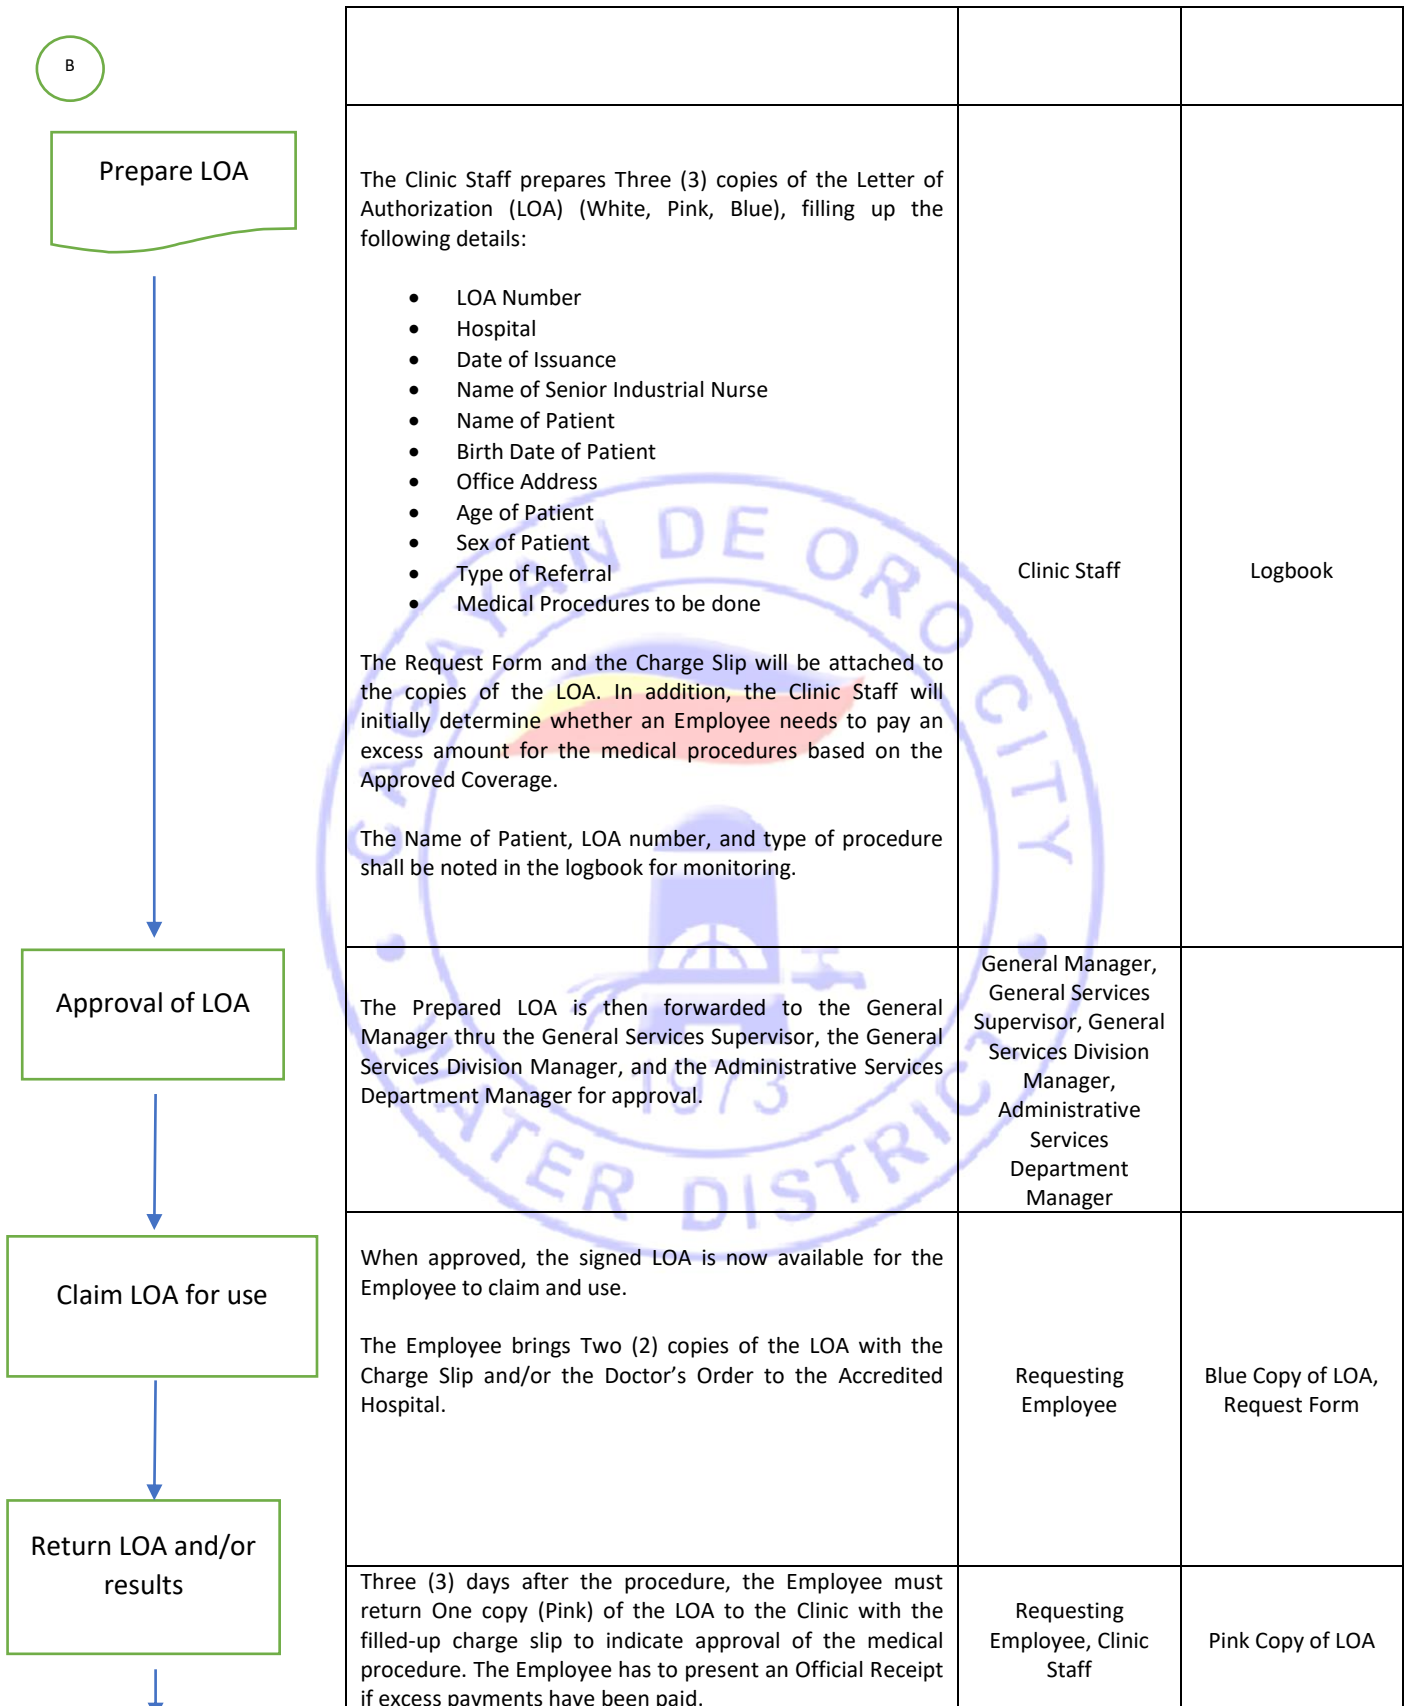 B
Prepare LOA
The Clinic Staff prepares Three (3) copies of the Letter of
Authorization (LOA) (White, Pink, Blue), filling up the
following details:
• LOA Number
• Hospital
• Date of Issuance
• Name of Senior Industrial Nurse
• Name of Patient
• Birth Date of Patient
• Office Address
• Age of Patient
• Sex of Patient
• Type of Referral
• Medical Procedures to be done
The Request Form and the Charge Slip will be attached to
the copies of the LOA. In addition, the Clinic Staff will
initially determine whether an Employee needs to pay an
excess amount for the medical procedures based on the
Approved Coverage.
The Name of Patient, LOA number, and type of procedure
shall be noted in the logbook for monitoring.
Clinic Staff
Logbook
Approval of LOA
The Prepared LOA is then forwarded to the General
Manager thru the General Services Supervisor, the General
Services Division Manager, and the Administrative Services
Department Manager for approval.
General Manager,
General Services
Supervisor, General
Services Division
Manager,
Administrative
Services
Department
Manager
Claim LOA for use
When approved, the signed LOA is now available for the
Employee to claim and use.
The Employee brings Two (2) copies of the LOA with the
Charge Slip and/or the Doctor’s Order to the Accredited
Hospital.
Requesting
Employee
Blue Copy of LOA,
Request Form
Return LOA and/or
results
Three (3) days after the procedure, the Employee must
return One copy (Pink) of the LOA to the Clinic with the
filled-up charge slip to indicate approval of the medical
procedure. The Employee has to present an Official Receipt
if excess payments have been paid.
Requesting
Employee, Clinic
Staff
Pink Copy of LOA
CAGAYAN DE ORO CITY
WATER DISTRICT
1973